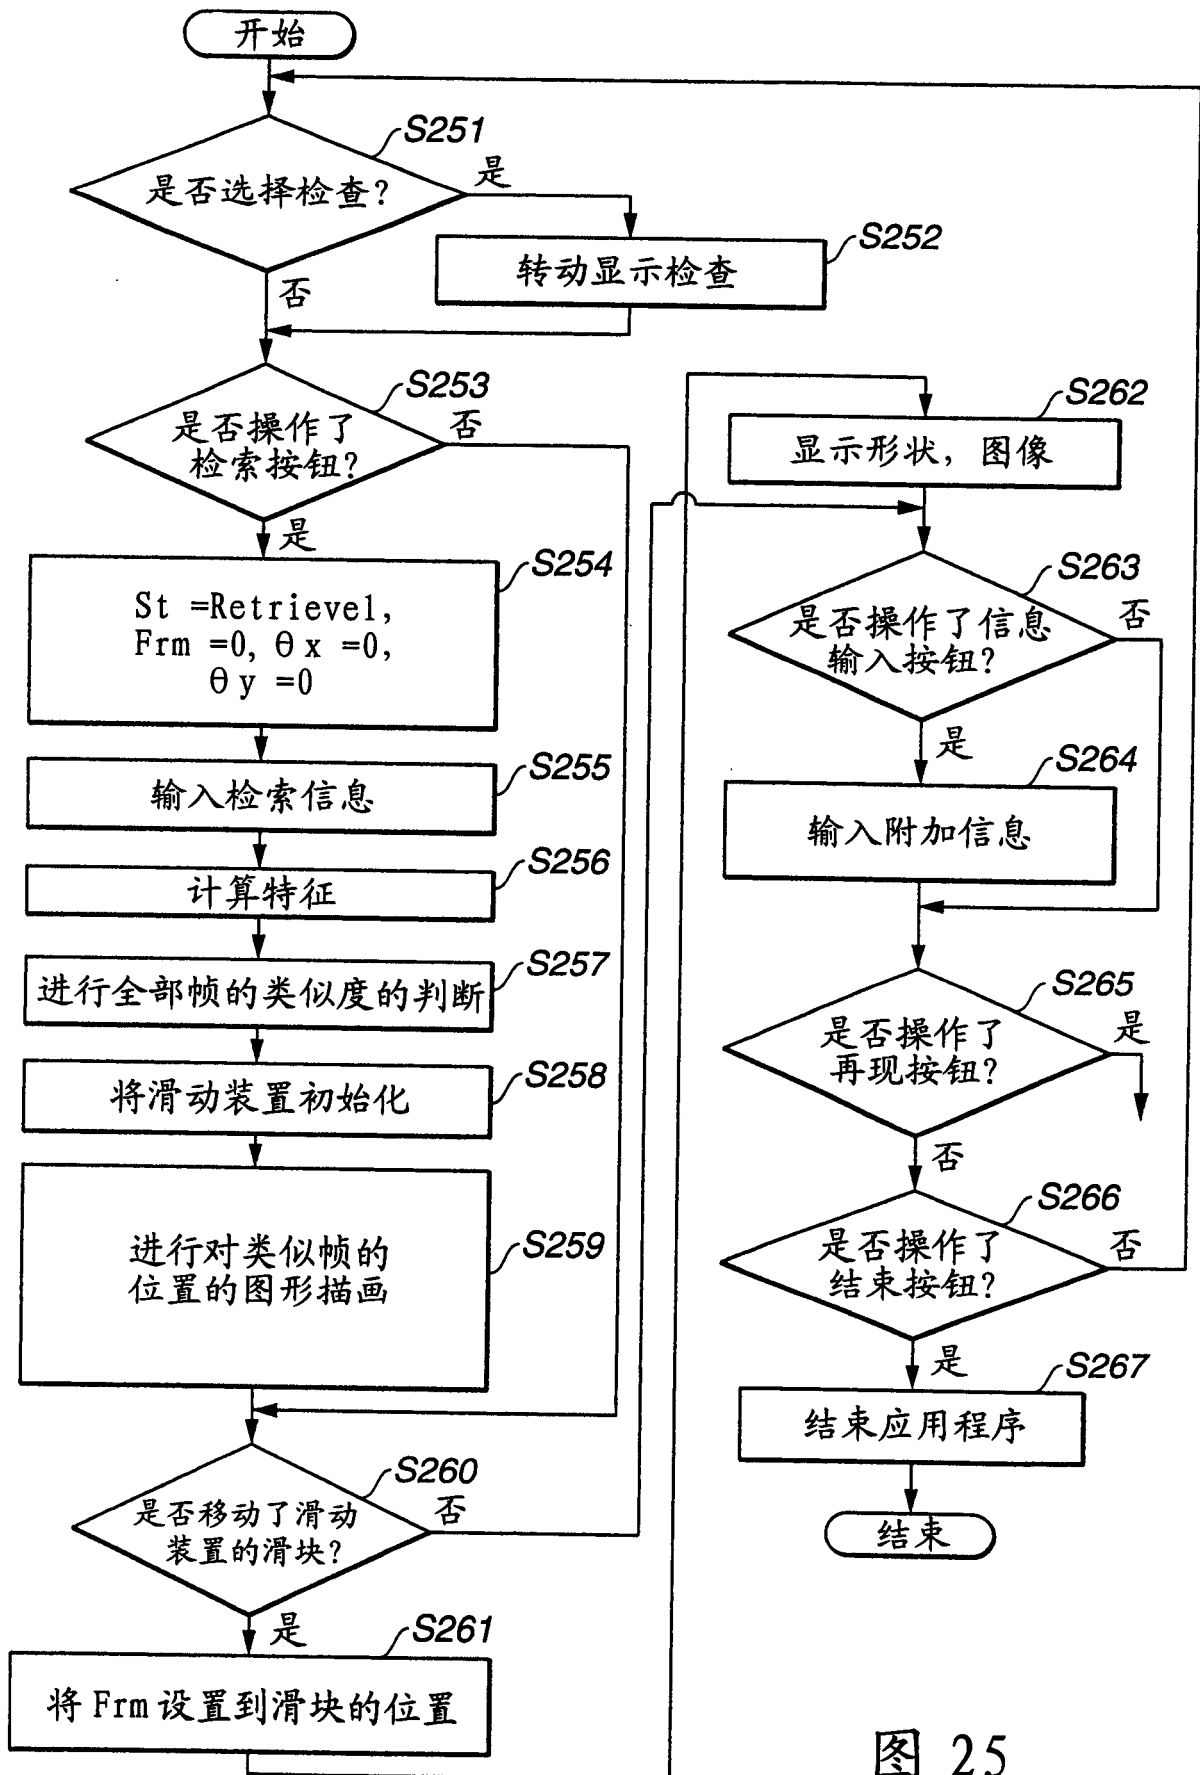 开始
S251
是否选择检查?
是
S252
转动显示检查
否
S253
是否操作了
检索按钮?
否
是
S254
St =Retrievel,
Frm =0, θx =0,
θy =0
S255
输入检索信息
S256
计算特征
S257
进行全部帧的类似度的判断
S258
将滑动装置初始化
S259
进行对类似帧的
位置的图形描画
S260
是否移动了滑动
装置的滑块?
否
是
S261
将 Frm 设置到滑块的位置
S262
显示形状，图像
S263
是否操作了信息
输入按钮?
否
是
S264
输入附加信息
S265
是否操作了
再现按钮?
是
否
S266
是否操作了
结束按钮?
否
是
S267
结束应用程序
结束
图 25